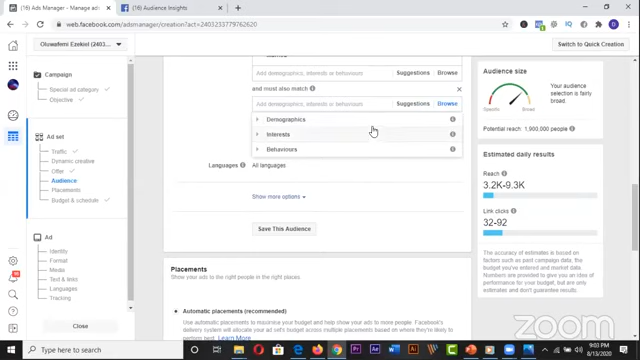 (16) Ads Manager - Manage ads
(16) Audience Insights
web.facebook.com/adsmanager/creation?act=2403233779762620
D
Oluwafemi Ezekiel (2403...
Switch to Quick Creation
Campaign
Special ad category
Objective
Ad set
Traffic
Dynamic creative
Offer
Audience
Placements
Budget & schedule
Ad
Identity
Format
Media
Text & links
Languages
Tracking
Close
Add demographics, interests or behaviours
Suggestions
Browse
and must also match
Add demographics, interests or behaviours
Suggestions
Browse
Demographics
Interests
Behaviours
Languages
All languages
Show more options
Save This Audience
Placements
Show your ads to the right people in the right places.
Automatic placements (recommended)
Use automatic placements to maximise your budget and help show your ads to more people. Facebook's
delivery system will allocate your ad set's budget across multiple placements based on where they're likely to
perform best. Learn More
Audience size
Your audience
selection is fairly
broad.
Specific
Broad
Potential reach: 1,900,000 people
Estimated daily results
Reach
3.2K-9.3K
Link clicks
32-92
The accuracy of estimates is based on
factors such as past campaign data, the
budget you've entered and market data.
Numbers are provided to give you an idea of
performance for your budget, but are only
estimates and don't guarantee results.
zoom
Type here to search
9:03 PM
8/13/2020